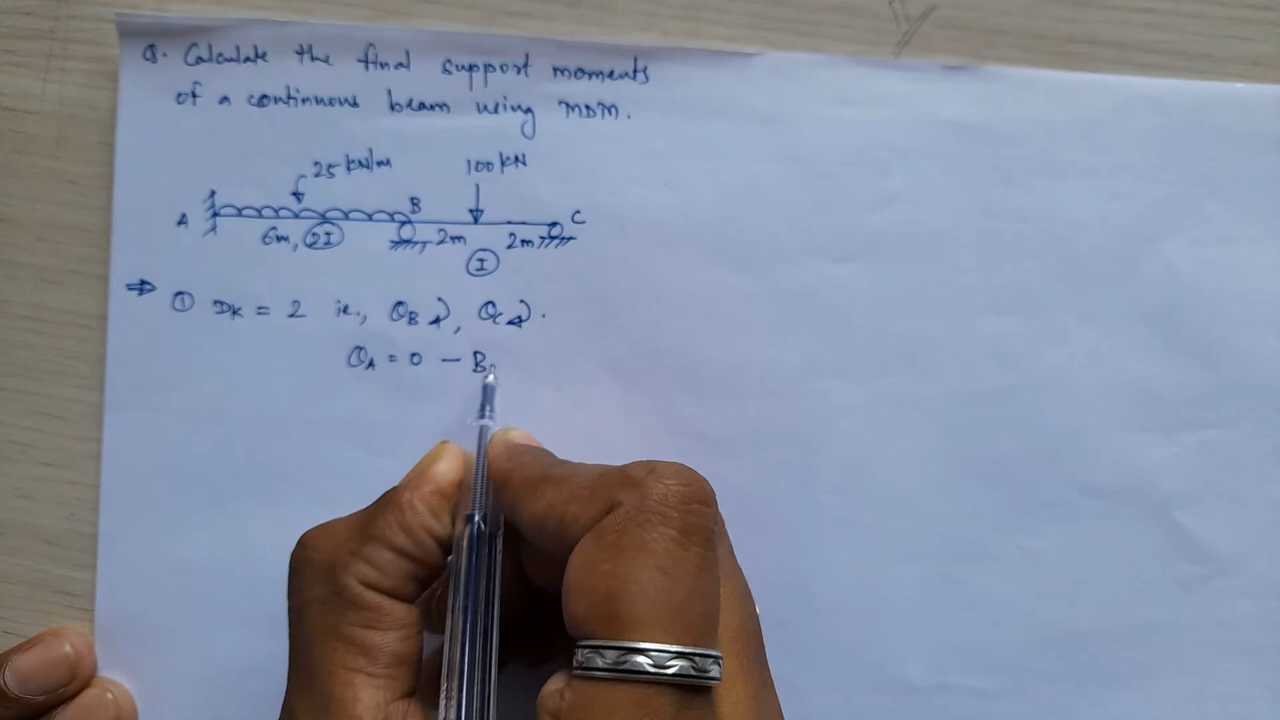 Q. Calculate the final support moments
of a continuous beam using MDM.
25 kN/m
100 kN
A
B
C
6m, 2I
2m
2m
I
⇒ ① DK = 2 ie., θB ), θC ).
θA = 0 – B